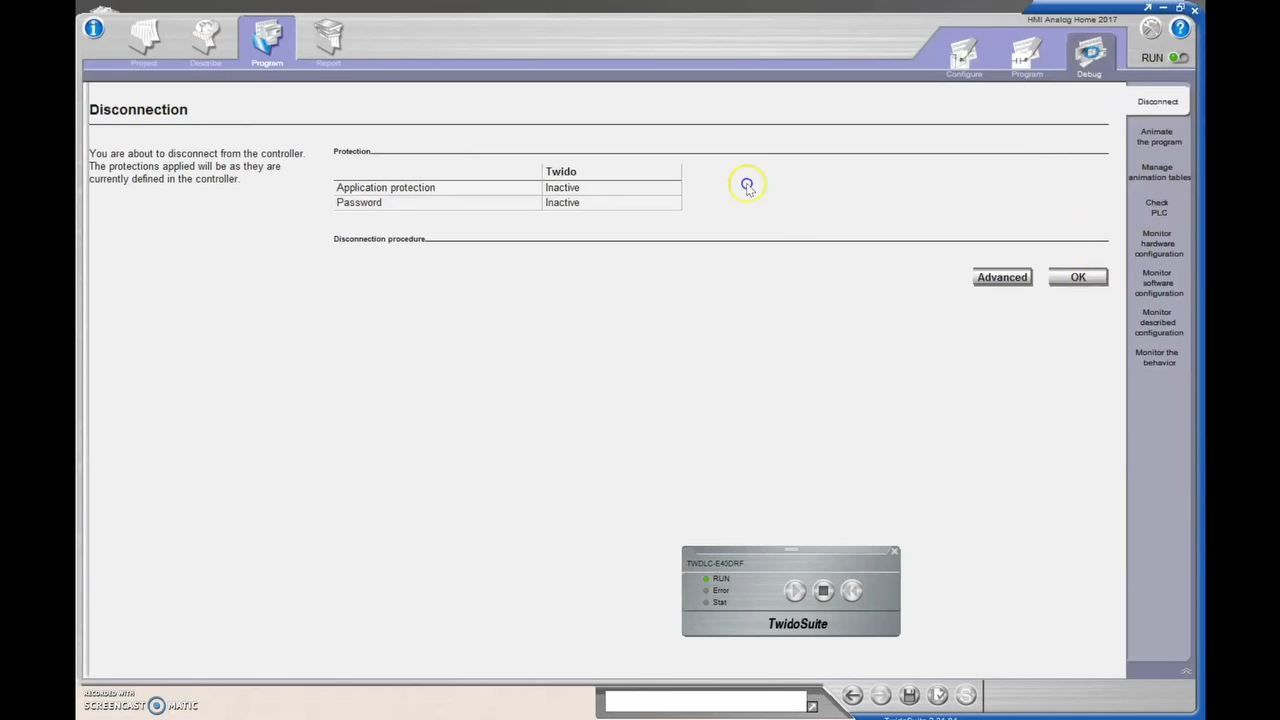 HMI Analog Home 2017
Project
Describe
Program
Report
Configure
Program
Debug
RUN
Disconnection
Disconnect
You are about to disconnect from the controller.
The protections applied will be as they are
currently defined in the controller.
Protection
Twido
Application protection Inactive
Password Inactive
Disconnection procedure
Advanced
OK
Animate
the program
Manage
animation tables
Check
PLC
Monitor
hardware
configuration
Monitor
software
configuration
Monitor
described
configuration
Monitor the
behavior
TWDLC-E40DRF
RUN
Error
Stat
TwidoSuite
RECORDED WITH
SCREENCAST MATIC